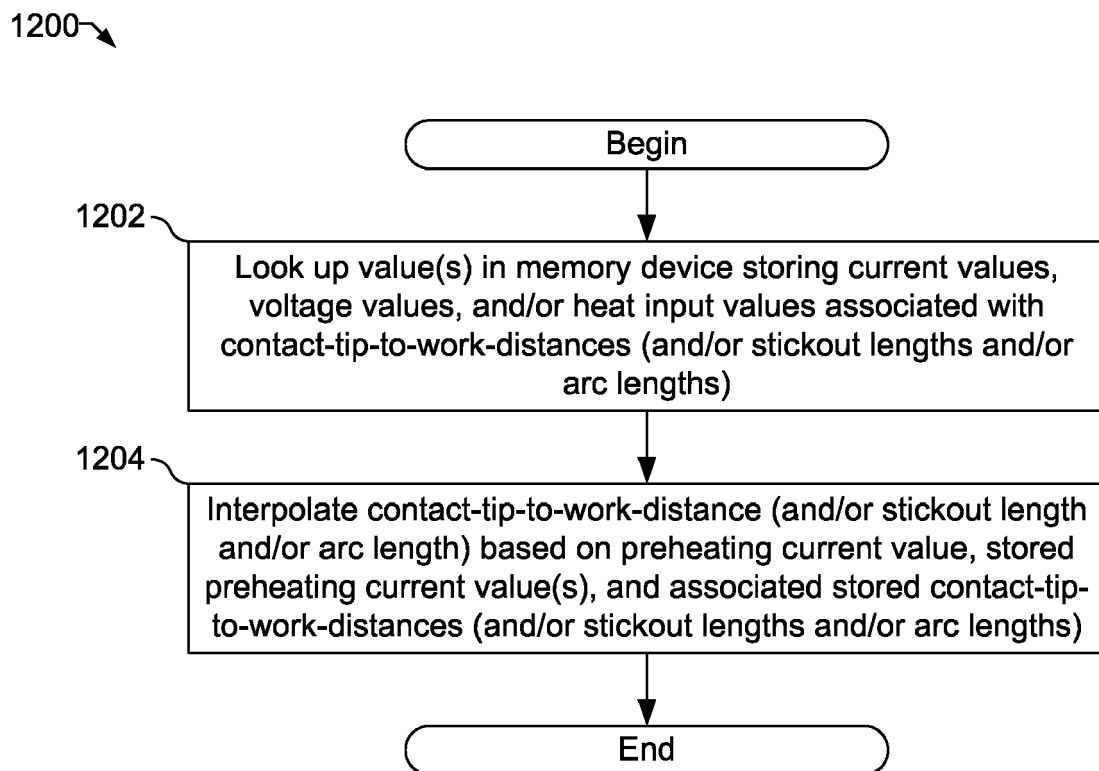 1200
Begin
1202
Look up value(s) in memory device storing current values,
voltage values, and/or heat input values associated with
contact-tip-to-work-distances (and/or stickout lengths and/or
arc lengths)
1204
Interpolate contact-tip-to-work-distance (and/or stickout length
and/or arc length) based on preheating current value, stored
preheating current value(s), and associated stored contact-tip-
to-work-distances (and/or stickout lengths and/or arc lengths)
End